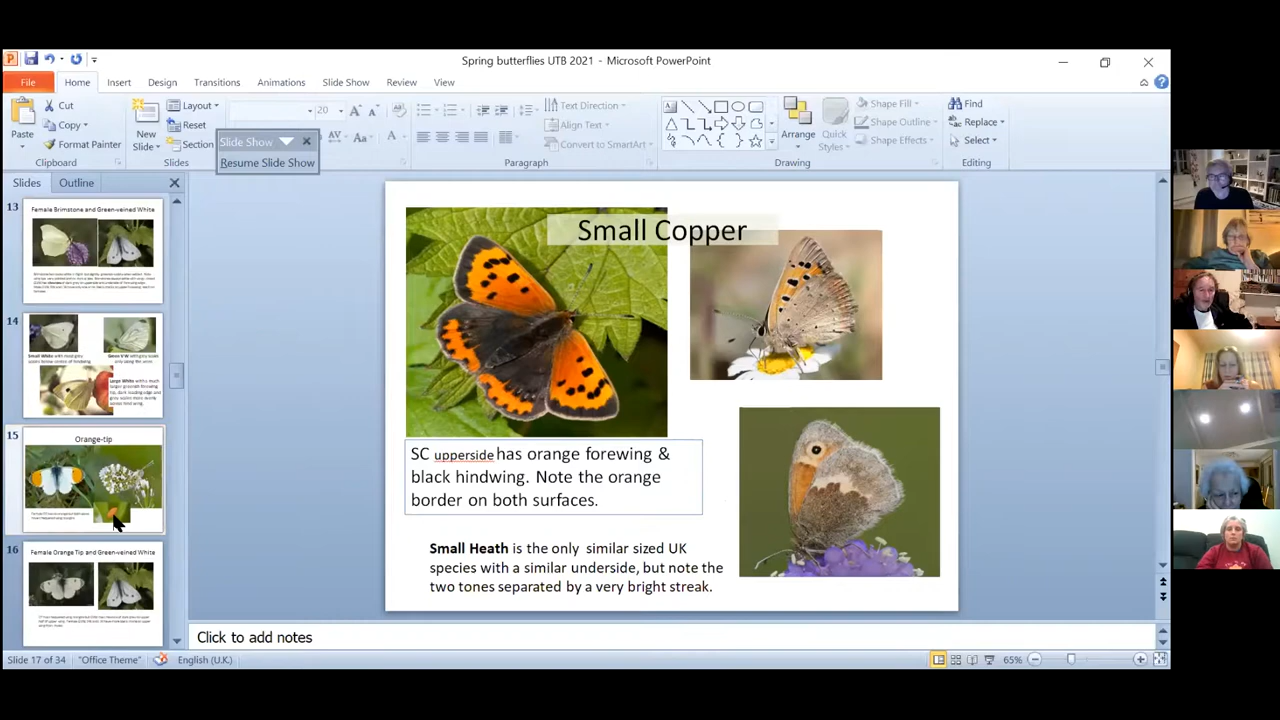 Spring butterflies UTB 2021 - Microsoft PowerPoint
File Home Insert Design Transitions Animations Slide Show Review View
Paste
Cut
Copy
Format Painter
Clipboard
New
Slide
Layout
Reset
Section
Slides
Slide Show
Resume Slide Show
20
Text Direction
Align Text
Convert to SmartArt
Paragraph
Arrange
Quick
Styles
Shape Fill
Shape Outline
Shape Effects
Drawing
Find
Replace
Select
Editing
Slides Outline
13
Female Brimstone and Green-veined White
14
15
Orange-tip
16
Female Orange Tip and Green-veined White
Small Copper
SC upperside has orange forewing &
black hindwing. Note the orange
border on both surfaces.
Small Heath is the only similar sized UK
species with a similar underside, but note the
two tones separated by a very bright streak.
Click to add notes
Slide 17 of 34 "Office Theme" English (U.K.) 65%